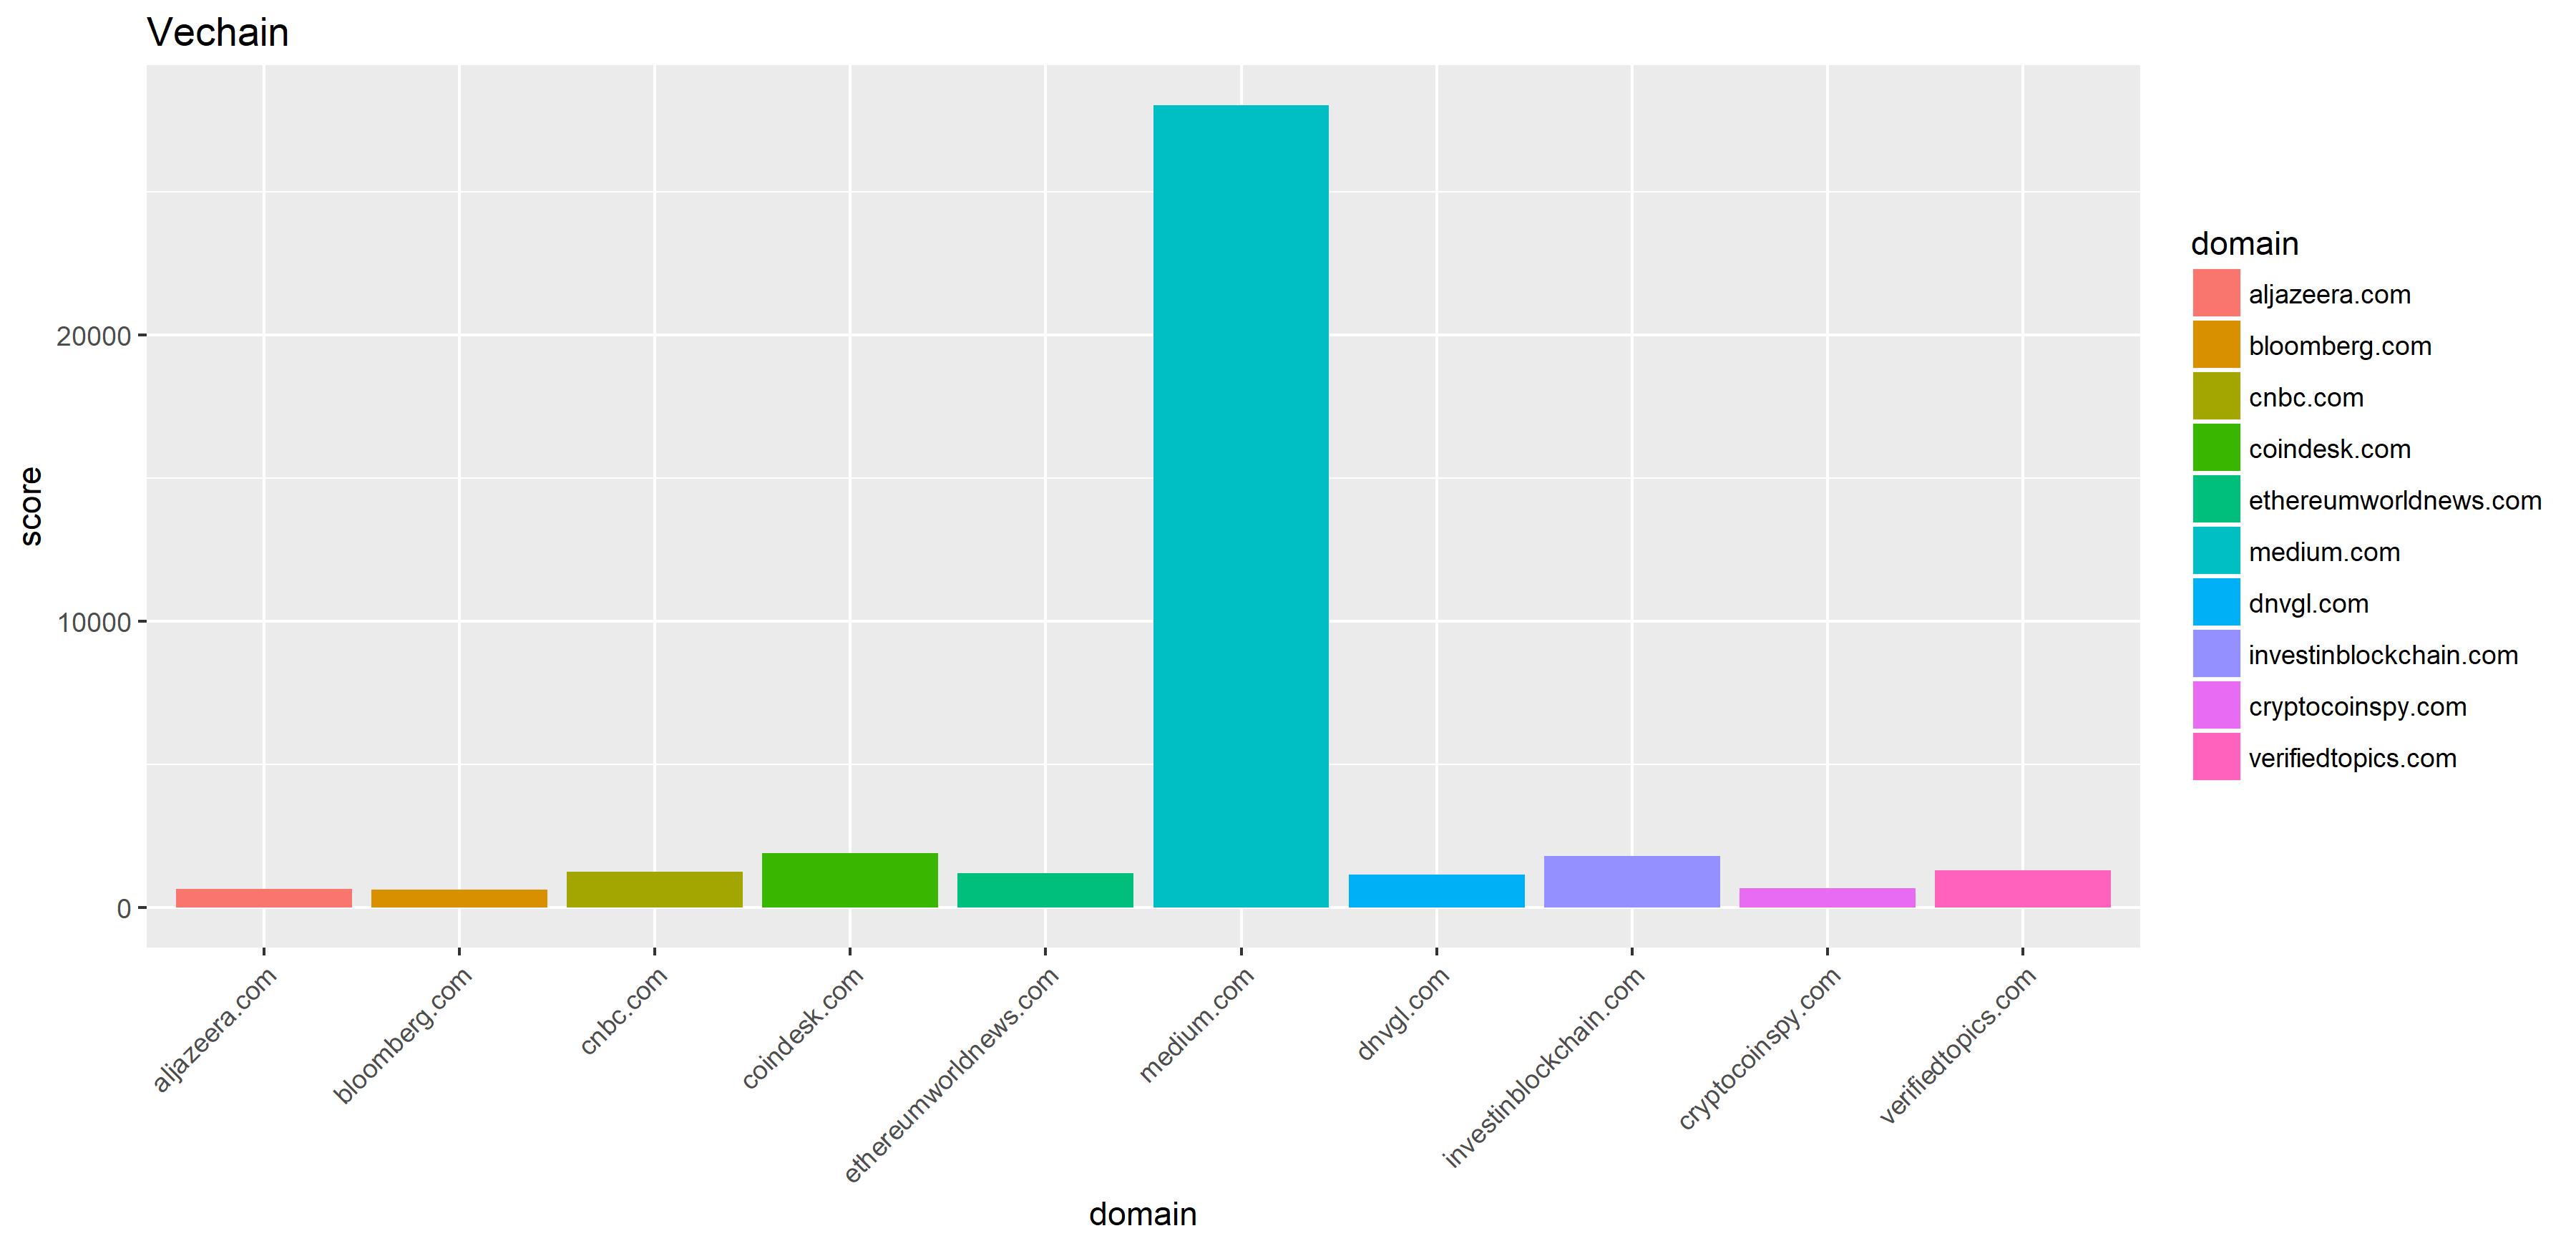 Vechain
score
20000
10000
0
aljazeera.com
bloomberg.com
cnbc.com
coindesk.com
ethereumworldnews.com
medium.com
dnvgl.com
investinblockchain.com
cryptocoinspy.com
verifiedtopics.com
domain
domain
aljazeera.com
bloomberg.com
cnbc.com
coindesk.com
ethereumworldnews.com
medium.com
dnvgl.com
investinblockchain.com
cryptocoinspy.com
verifiedtopics.com